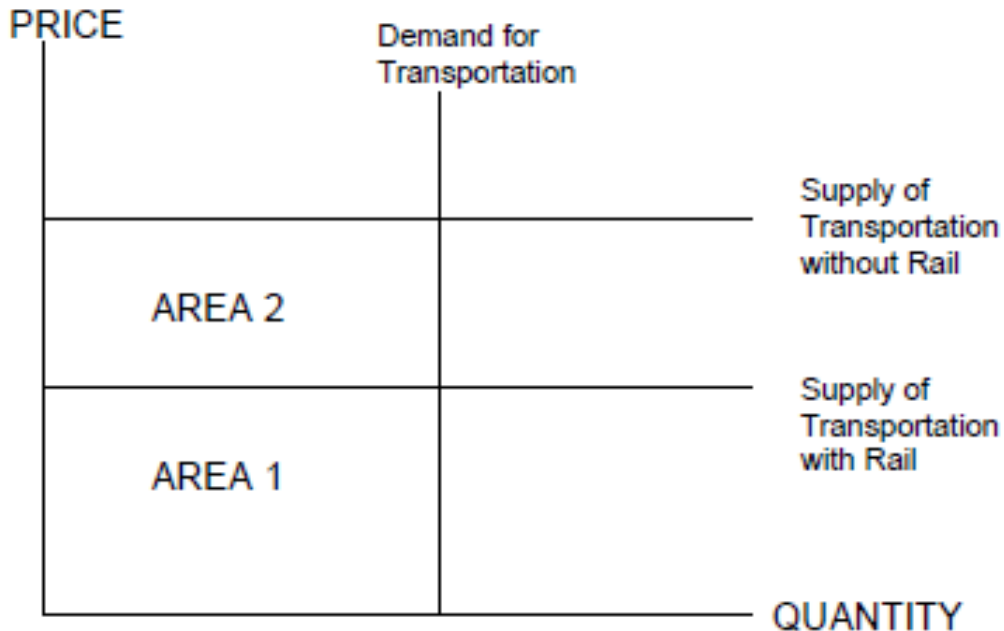 PRICE
Demand for
Transportation
Supply of
Transportation
without Rail
AREA 2
Supply of
Transportation
with Rail
AREA 1
QUANTITY